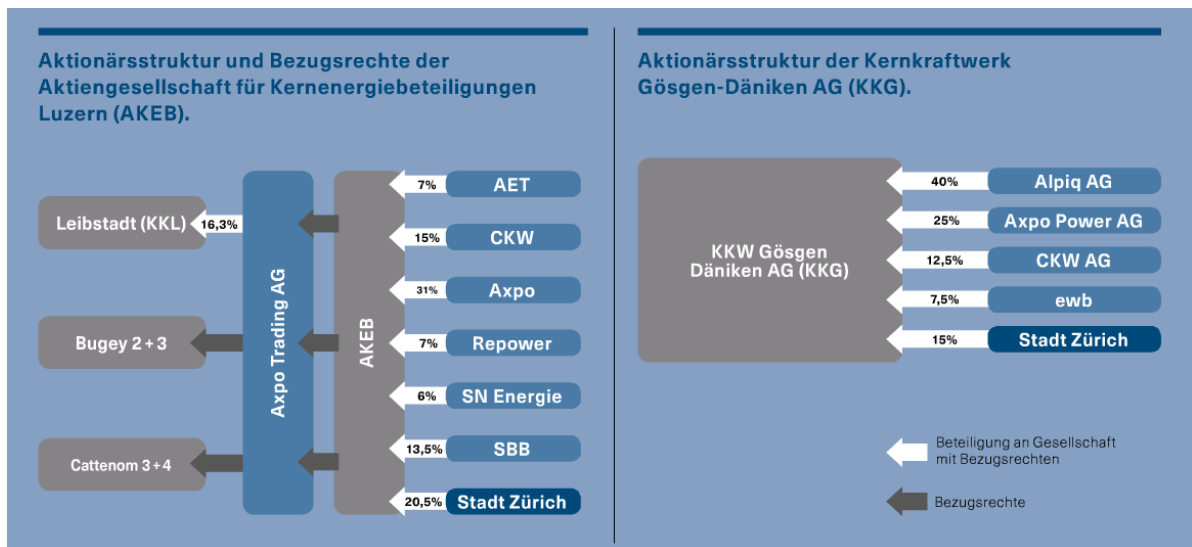 Aktionärsstruktur und Bezugsrechte der
Aktiengesellschaft für Kernenergiebeteiligungen
Luzern (AKEB).
Leibstadt (KKL)
16,3%
Bugey 2 + 3
Cattenom 3 + 4
Axpo Trading AG
AKEB
7%
AET
15%
CKW
31%
Axpo
7%
Repower
6%
SN Energie
13,5%
SBB
20,5%
Stadt Zürich
Aktionärsstruktur der Kernkraftwerk
Gösgen-Däniken AG (KKG).
KKW Gösgen
Däniken AG (KKG)
40%
Alpiq AG
25%
Axpo Power AG
12,5%
CKW AG
7,5%
ewb
15%
Stadt Zürich
Beteiligung an Gesellschaft
mit Bezugsrechten
Bezugsrechte